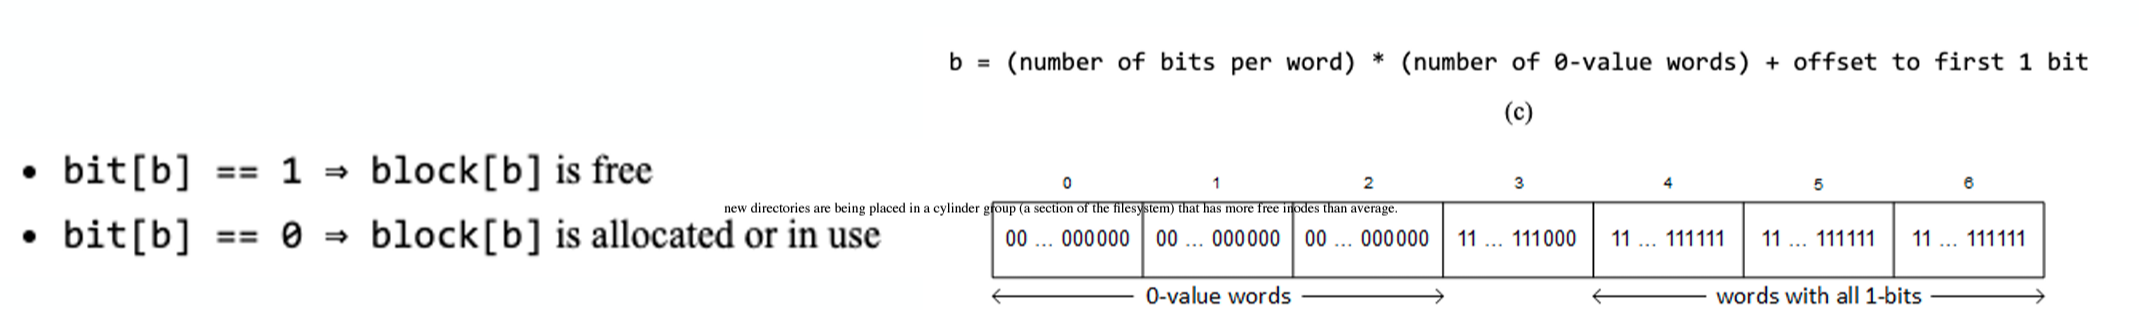 b = (number of bits per word) * (number of 0-value words) + offset to first 1 bit
(c)
• bit[b] == 1 ⇒ block[b] is free
• bit[b] == 0 ⇒ block[b] is allocated or in use
new directories are being placed in a cylinder group (a section of the filesystem) that has more free inodes than average.
0 1 2 3 4 5 6
00 ... 000000 00 ... 000000 00 ... 000000 11 ... 111000 11 ... 111111 11 ... 111111 11 ... 111111
0-value words words with all 1-bits